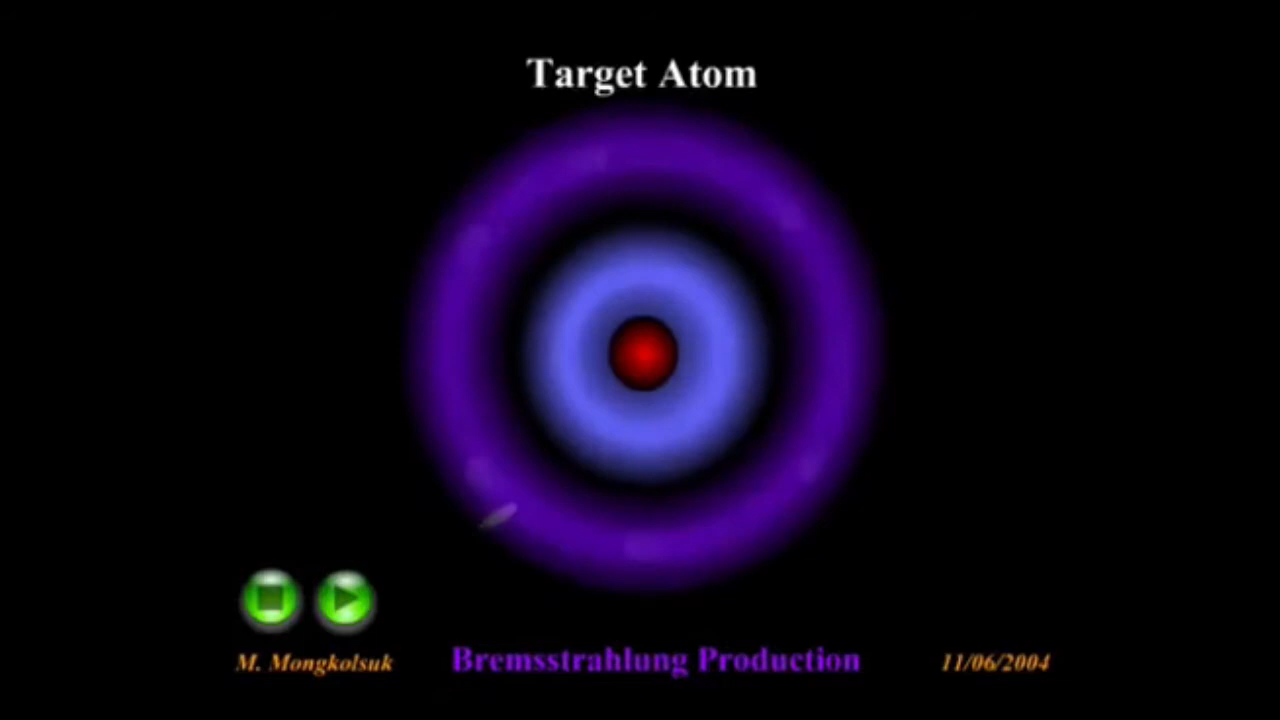 Target Atom
M. Mongkolsuk
Bremsstrahlung Production
11/06/2004